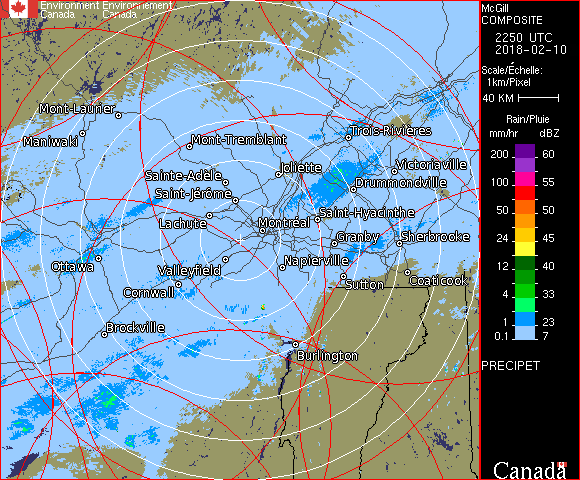 Environment Environnement
Canada Canada
McGill
COMPOSITE
2250 UTC
2018-02-10
Scale/Échelle:
1km/Pixel
40 KM
Rain/Pluie
mm/hr dBZ
200 60
100 55
50 50
24 45
12 40
4 33
1 23
0.1 7
PRECIPET
Canada
Mont-Laurier
Maniwaki
Mont-Tremblant
Trois-Rivières
Joliette
Victoriaville
Sainte-Adèle
Drummondville
Saint-Jérôme
Saint-Hyacinthe
Lachute
Montréal
Granby
Sherbrooke
Ottawa
Valleyfield
Napierville
Cornwall
Sutton
Coaticook
Brockville
Burlington